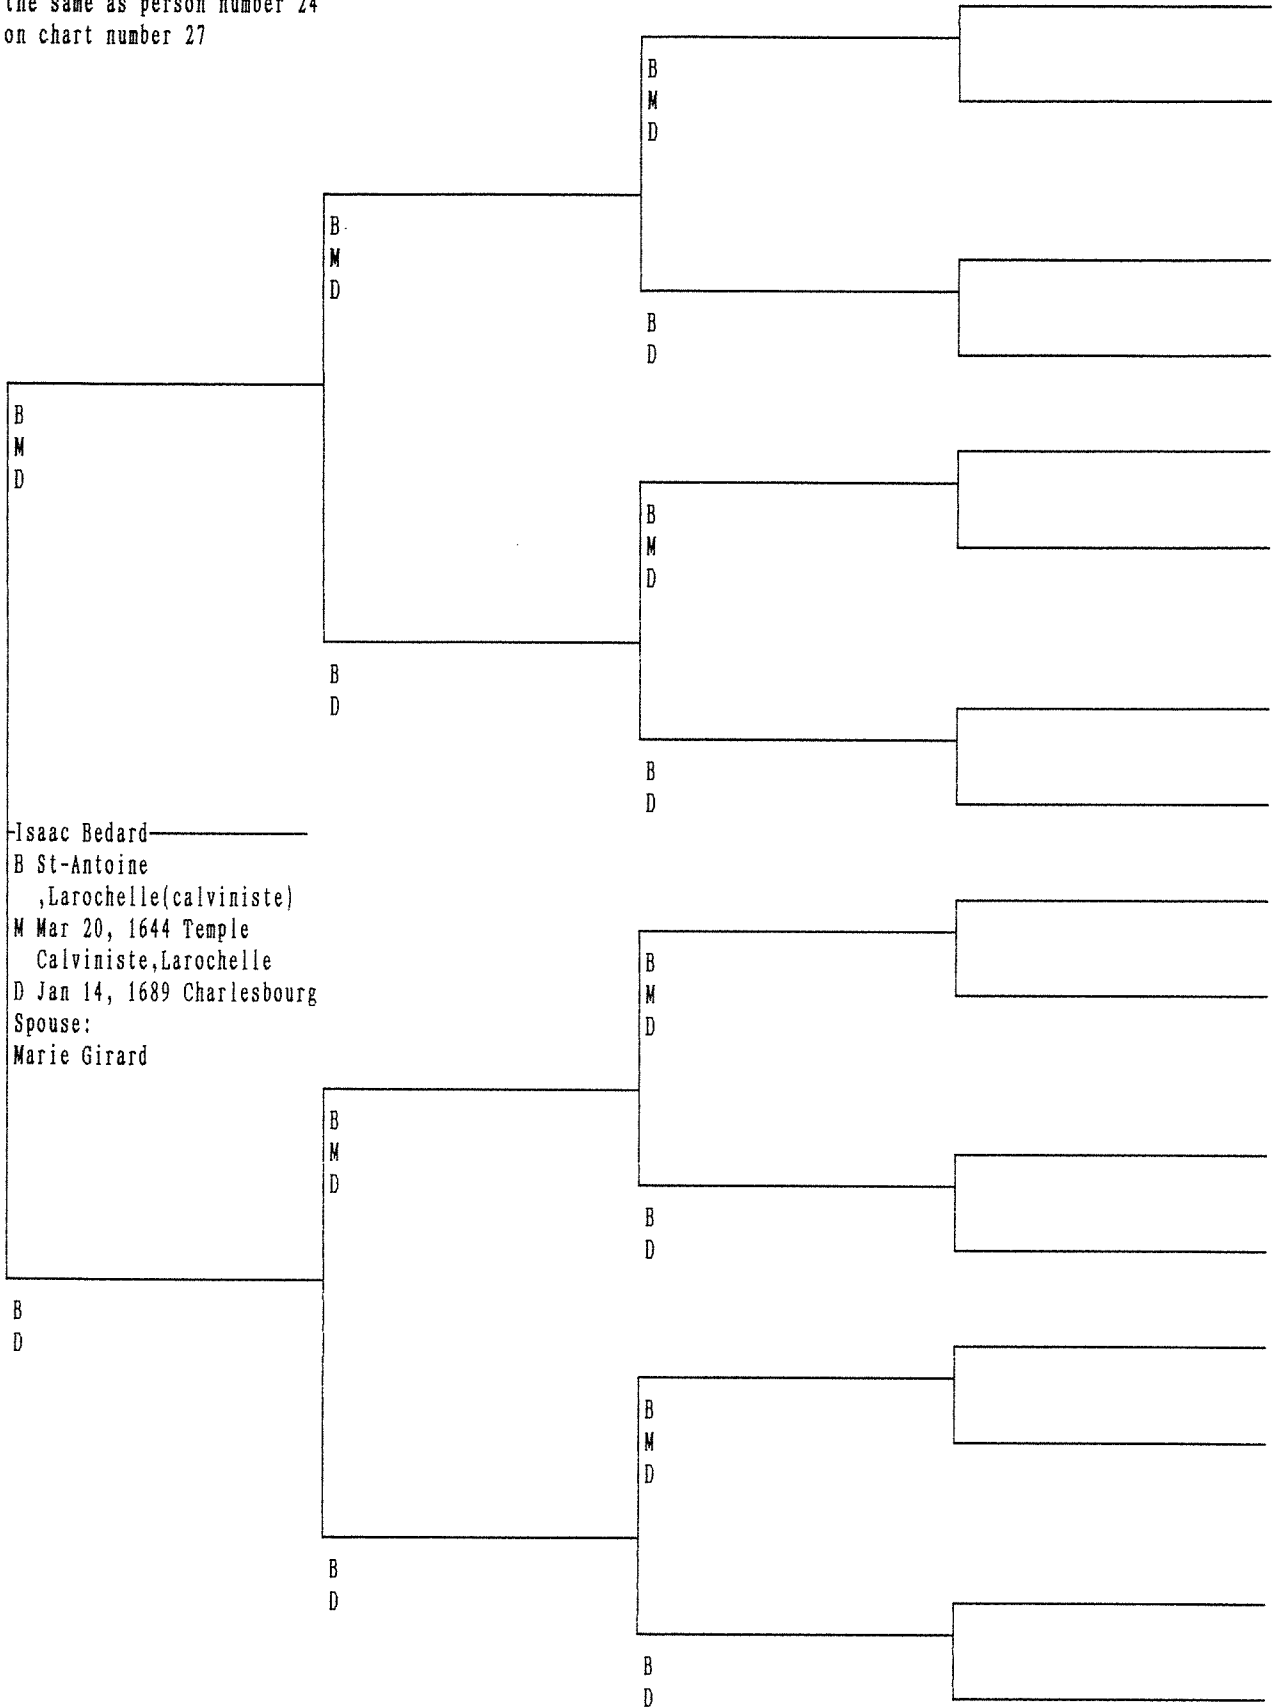 the same as person number 24
on chart number 27
B
M
D
B
M
D
B
D
B
M
D
B
M
D
B
D
B
D
Isaac Bedard
B St-Antoine
,Larochelle(calviniste)
M Mar 20, 1644 Temple
Calviniste,Larochelle
D Jan 14, 1689 Charlesbourg
Spouse:
Marie Girard
B
M
D
B
M
D
B
D
B
D
B
M
D
B
D
B
D